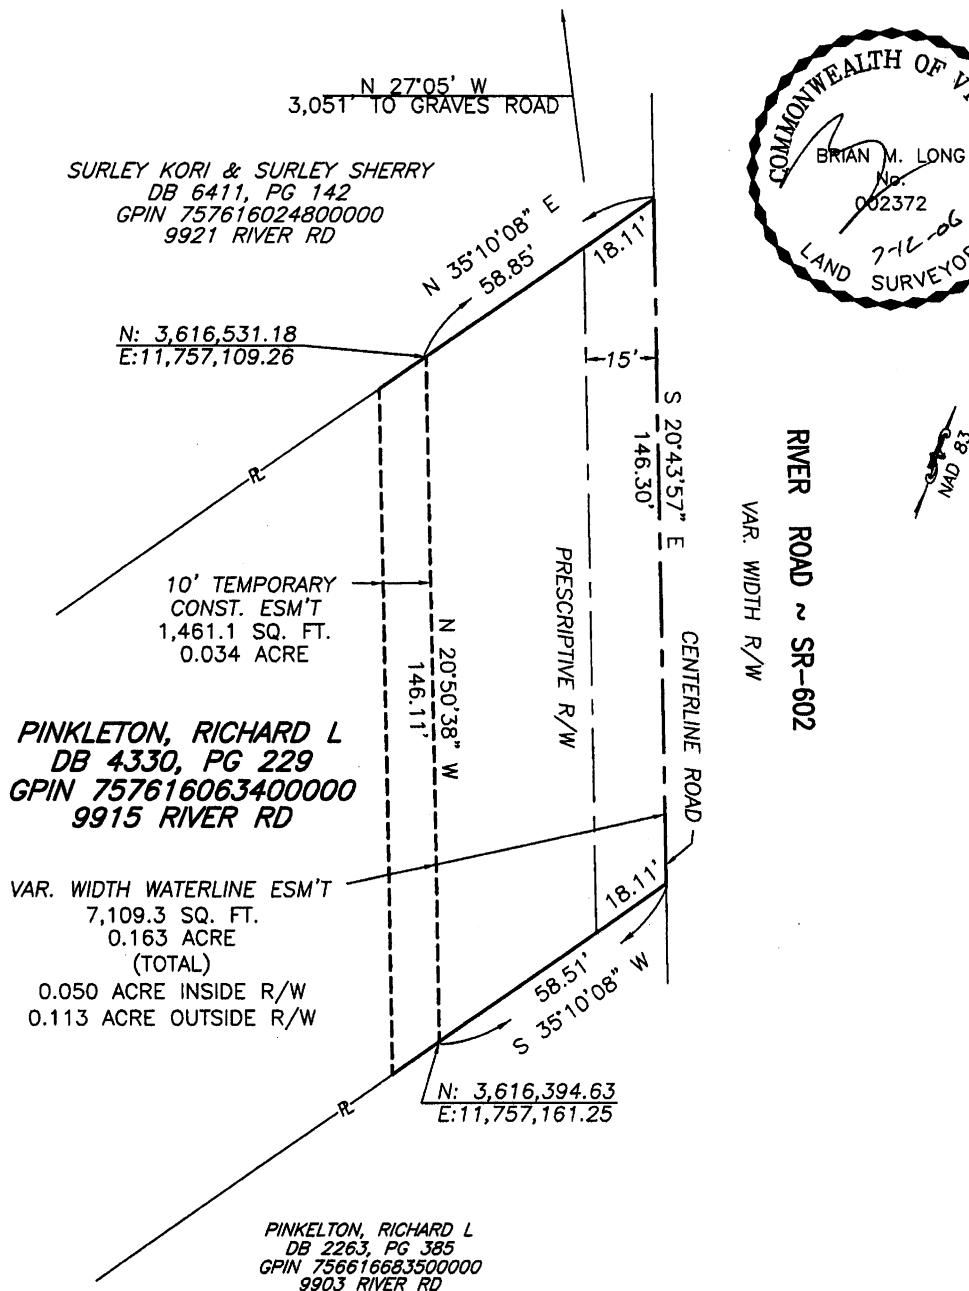 N 27°05' W
3,051' TO GRAVES ROAD
SURLEY KORI & SURLEY SHERRY
DB 6411, PG 142
GPIN 757616024800000
9921 RIVER RD
N 35°10'08" E
58.85'
18.11'
COMMONWEALTH OF
BRIAN M. LONG
No.
002372
7-12-06
LAND SURVEYOR
N: 3,616,531.18
E:11,757,109.26
15'
S 20°43'57" E
146.30'
NAD 83
RIVER ROAD ~ SR-602
VAR. WIDTH R/W
PL
10' TEMPORARY
CONST. ESM'T
1,461.1 SQ. FT.
0.034 ACRE
N 20°50'38" W
146.11'
PRESCRIPTIVE R/W
CENTERLINE ROAD
PINKLETON, RICHARD L
DB 4330, PG 229
GPIN 757616063400000
9915 RIVER RD
VAR. WIDTH WATERLINE ESM'T
7,109.3 SQ. FT.
0.163 ACRE
(TOTAL)
0.050 ACRE INSIDE R/W
0.113 ACRE OUTSIDE R/W
18.11'
58.51'
S 35°10'08" W
N: 3,616,394.63
E:11,757,161.25
PL
PINKELTON, RICHARD L
DB 2263, PG 385
GPIN 756616683500000
9903 RIVER RD